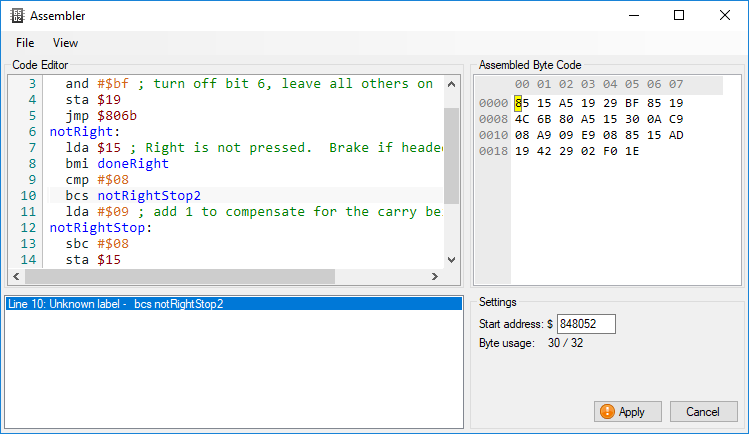 Assembler
File View
Code Editor
3 and #$bf ; turn off bit 6, leave all others on
4 sta $19
5 jmp $806b
6 notRight:
7 lda $15 ; Right is not pressed. Brake if headed
8 bmi doneRight
9 cmp #$08
10 bcs notRightStop2
11 lda #$09 ; add 1 to compensate for the carry be
12 notRightStop:
13 sbc #$08
14 sta $15
Assembled Byte Code
00 01 02 03 04 05 06 07
0000 85 15 A5 19 29 BF 85 19
0008 4C 6B 80 A5 15 30 0A C9
0010 08 A9 09 E9 08 85 15 AD
0018 19 42 29 02 F0 1E
Line 10: Unknown label - bcs notRightStop2
Settings
Start address: $ 848052
Byte usage: 30 / 32
Apply Cancel